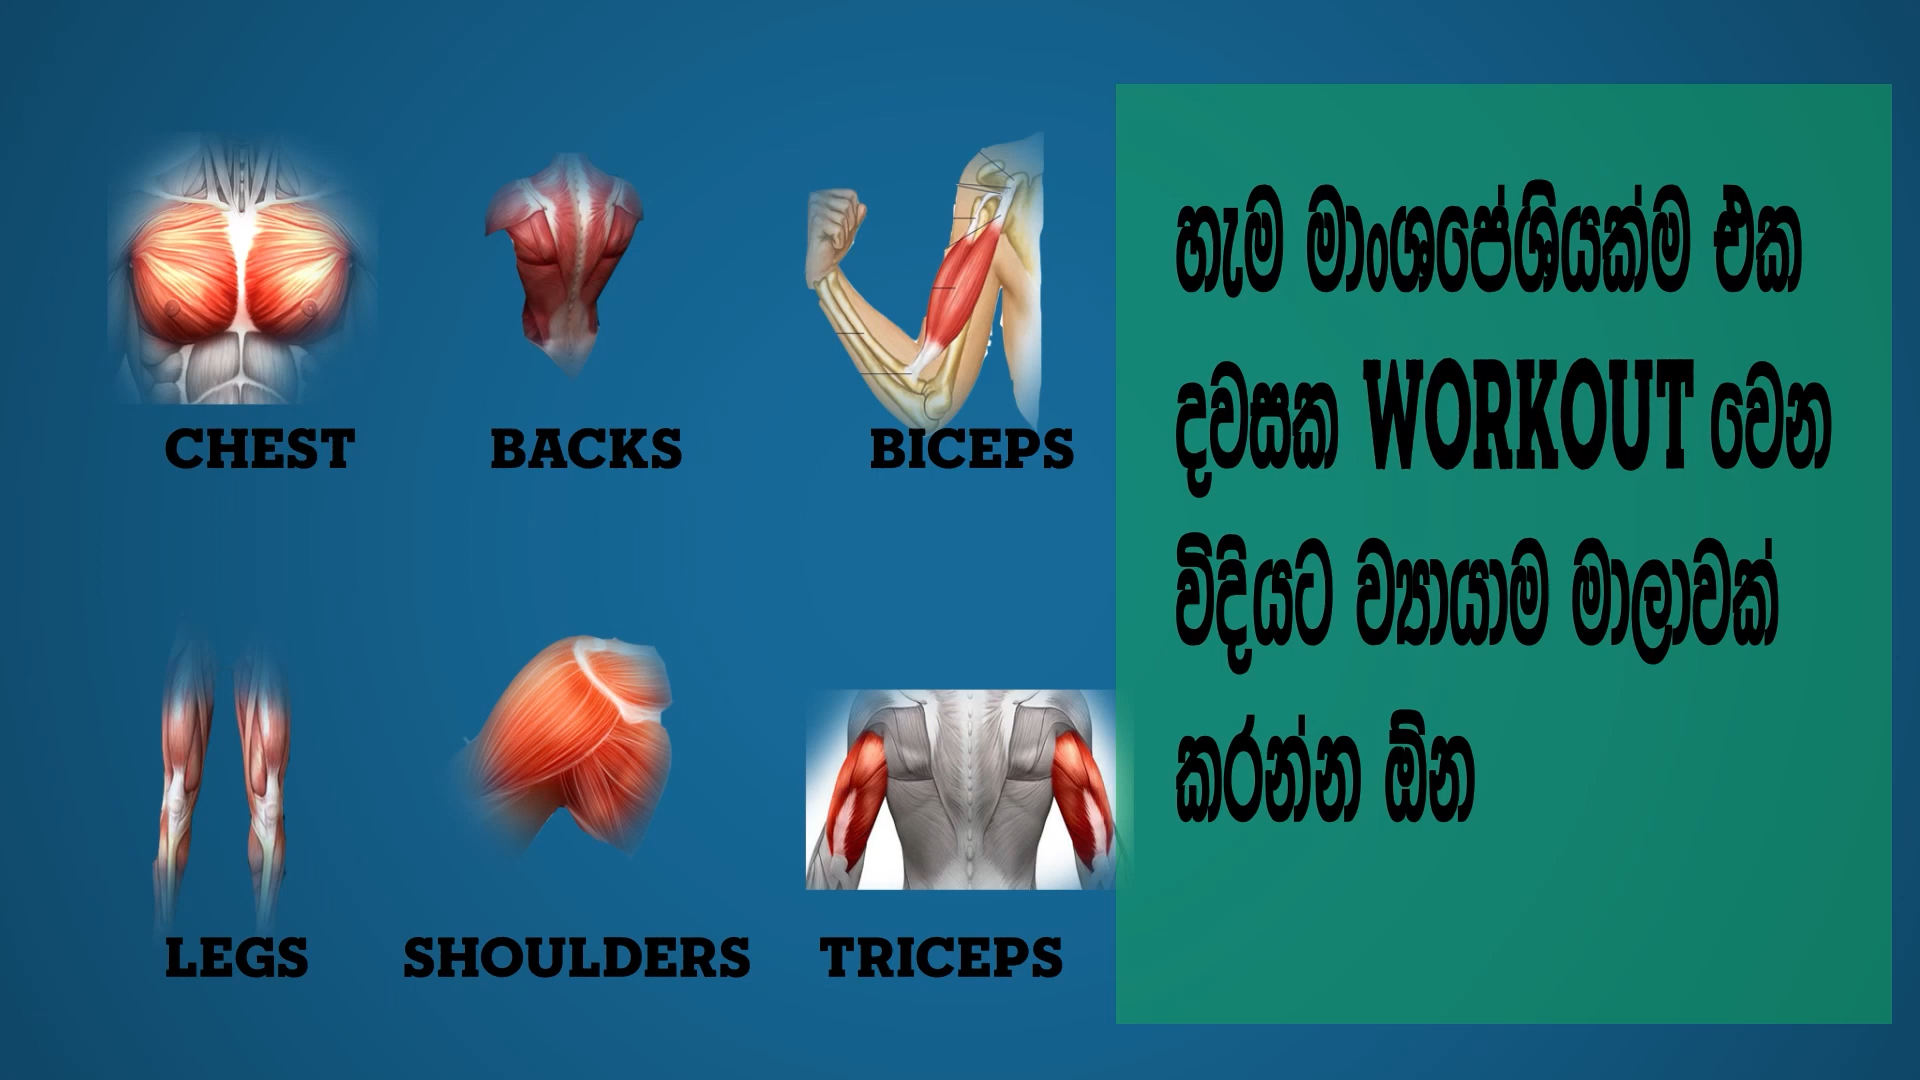 CHEST
BACKS
BICEPS
LEGS
SHOULDERS
TRICEPS
හැම මාංශපේශියක්ම එක
දවසක WORKOUT වෙන
විදියට ව්‍යායාම මාලාවක්
කරන්න ඕන